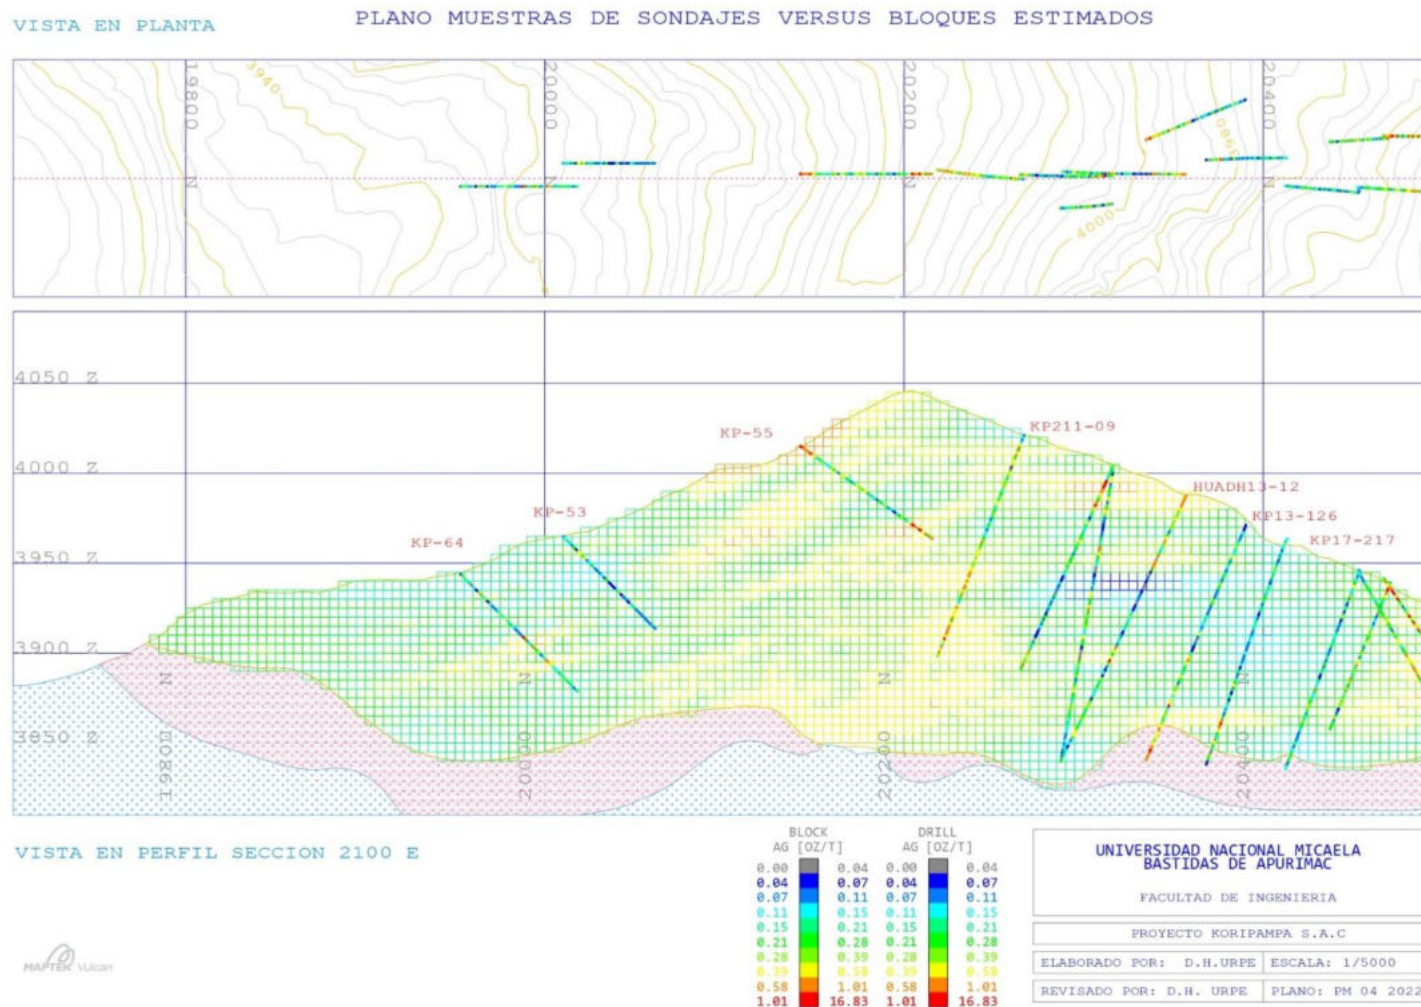 VISTA EN PLANTA
PLANO MUESTRAS DE SONDAJES VERSUS BLOQUES ESTIMADOS
19800 N
3940
20000 N
20200 N
20400 N
3980
4000
4050 Z
4000 Z
3950 Z
3900 Z
3850 Z
KP-64
KP-53
KP-55
KP211-09
HUADH13-12
KP13-126
KP17-217
19800 N
20000 N
20200 N
20400 N
VISTA EN PERFIL SECCION 2100 E
BLOCK DRILL
AG [OZ/T] AG [OZ/T]
0.00 0.04 0.00 0.04
0.04 0.07 0.04 0.07
0.07 0.11 0.07 0.11
0.11 0.15 0.11 0.15
0.15 0.21 0.15 0.21
0.21 0.28 0.21 0.28
0.28 0.39 0.28 0.39
0.39 0.58 0.39 0.58
0.58 1.01 0.58 1.01
1.01 16.83 1.01 16.83
UNIVERSIDAD NACIONAL MICAELA
BASTIDAS DE APURIMAC
FACULTAD DE INGENIERIA
PROYECTO KORIPAMPA S.A.C
ELABORADO POR: D.H.URPE ESCALA: 1/5000
REVISADO POR: D.H. URPE PLANO: PM 04 2022
MAPTEK Vulcan